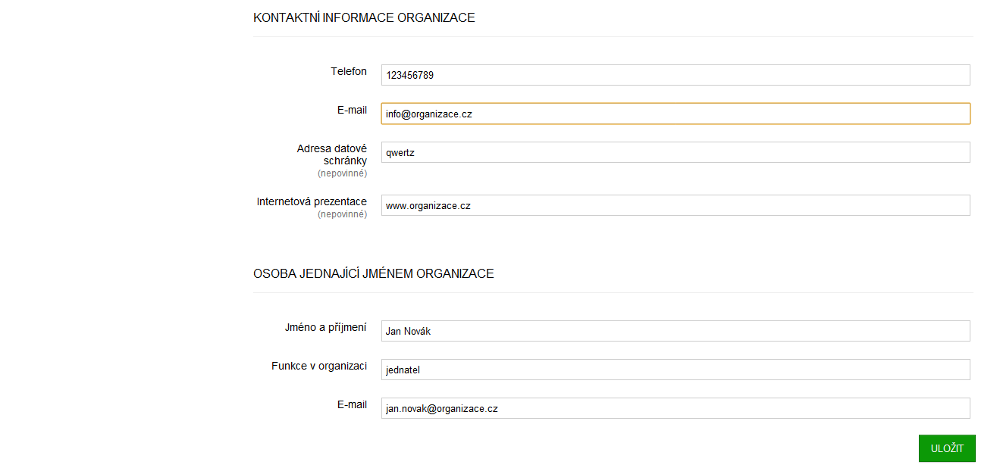 KONTAKTNÍ INFORMACE ORGANIZACE
Telefon
123456789
E-mail
info@organizace.cz
Adresa datové
schránky
(nepovinné)
qwertz
Internetová prezentace
(nepovinné)
www.organizace.cz
OSOBA JEDNAJÍCÍ JMÉNEM ORGANIZACE
Jméno a příjmení
Jan Novák
Funkce v organizaci
jednatel
E-mail
jan.novak@organizace.cz
ULOŽIT